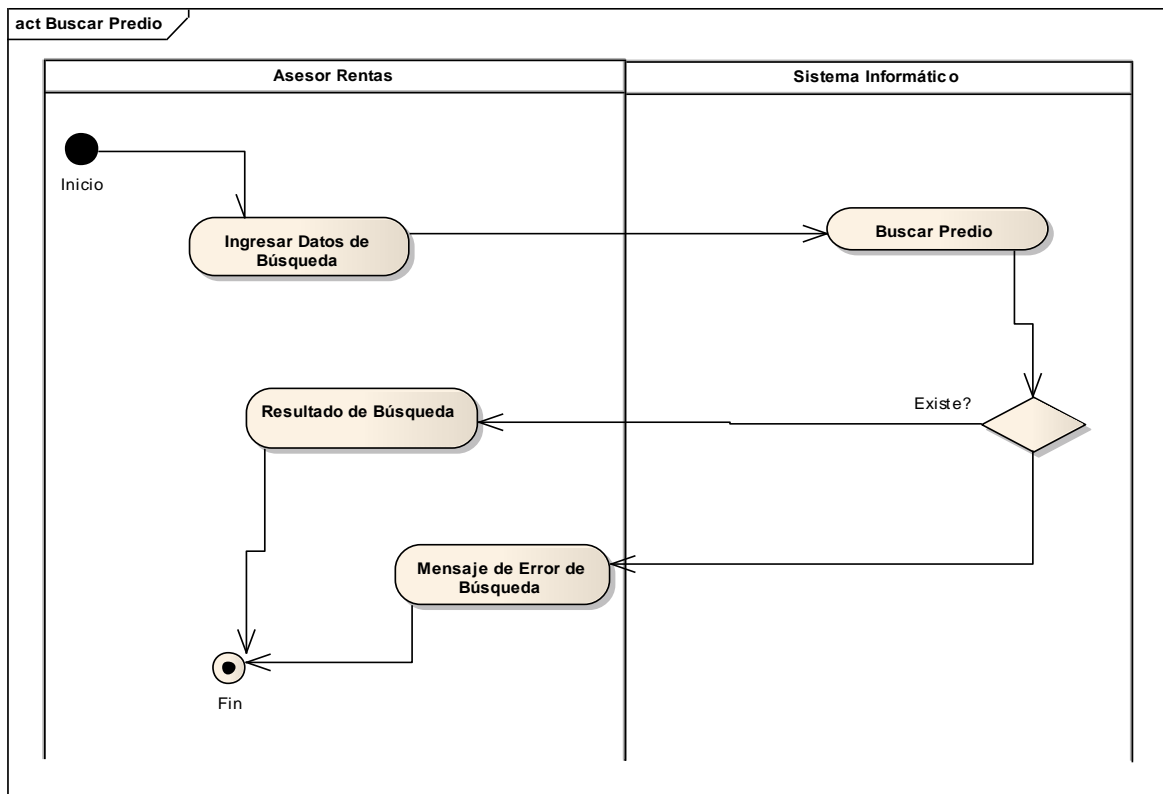 act Buscar Predio
Asesor Rentas
Sistema Informático
Inicio
Ingresar Datos de
Búsqueda
Buscar Predio
Existe?
Resultado de Búsqueda
Mensaje de Error de
Búsqueda
Fin